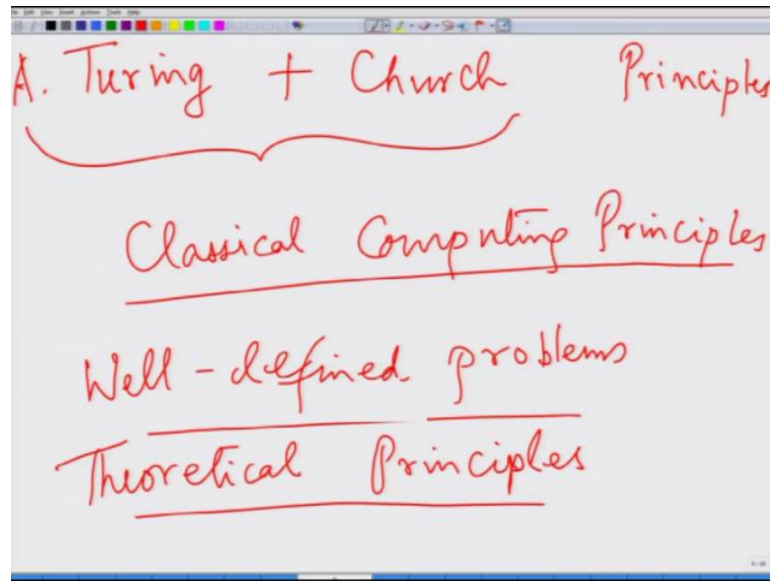 A. Turing + Church Principles
Classical Computing Principles
Well-defined problems
Theoretical Principles